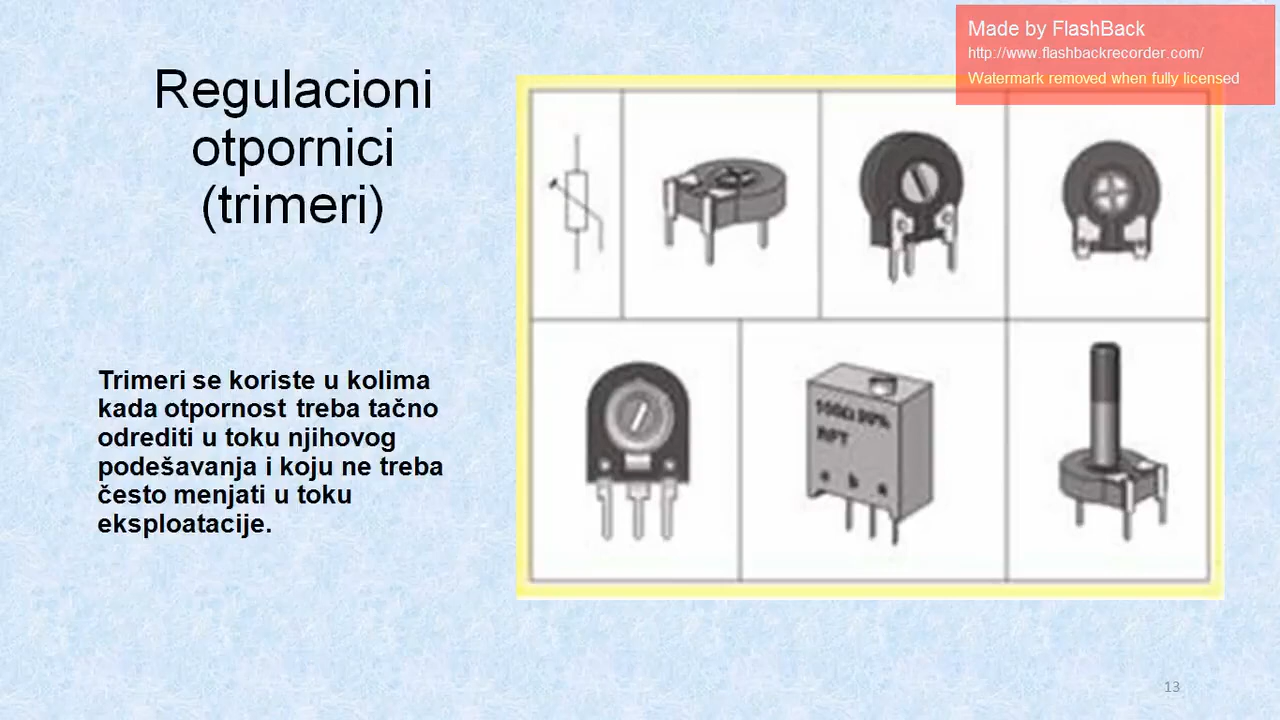 Made by FlashBack
http://www.flashbackrecorder.com/
Watermark removed when fully licensed
Regulacioni
otpornici
(trimeri)
Trimeri se koriste u kolima
kada otpornost treba tačno
odrediti u toku njihovog
podešavanja i koju ne treba
često menjati u toku
eksploatacije.
13